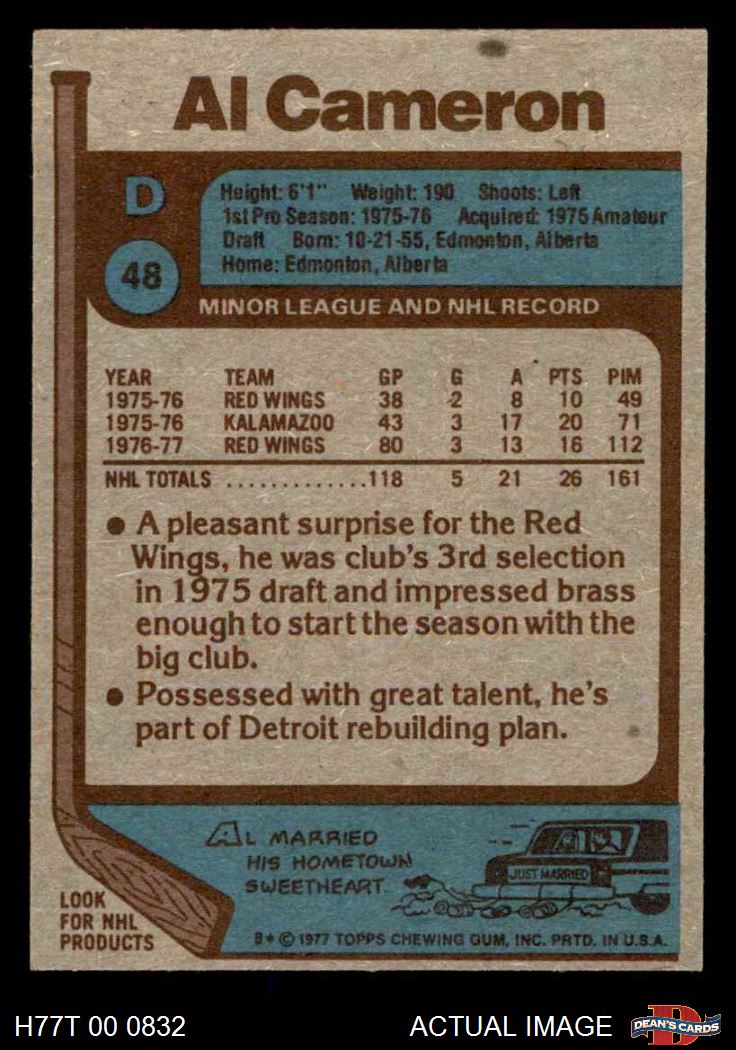 Al Cameron
D
Height: 6'1" Weight: 190 Shoots: Left
1st Pro Season: 1975-76 Acquired: 1975 Amateur
Draft Born: 10-21-55, Edmonton, Alberta
Home: Edmonton, Alberta
48
MINOR LEAGUE AND NHL RECORD
YEAR TEAM GP G A PTS PIM
1975-76 RED WINGS 38 2 8 10 49
1975-76 KALAMAZOO 43 3 17 20 71
1976-77 RED WINGS 80 3 13 16 112
NHL TOTALS .............118 5 21 26 161
● A pleasant surprise for the Red
Wings, he was club's 3rd selection
in 1975 draft and impressed brass
enough to start the season with the
big club.
● Possessed with great talent, he's
part of Detroit rebuilding plan.
AL MARRIED
HIS HOMETOWN
SWEETHEART.
JUST MARRIED
LOOK
FOR NHL
PRODUCTS
B* © 1977 TOPPS CHEWING GUM, INC. PRTD. IN U.S.A.
H77T 00 0832
ACTUAL IMAGE
DEAN'S CARDS